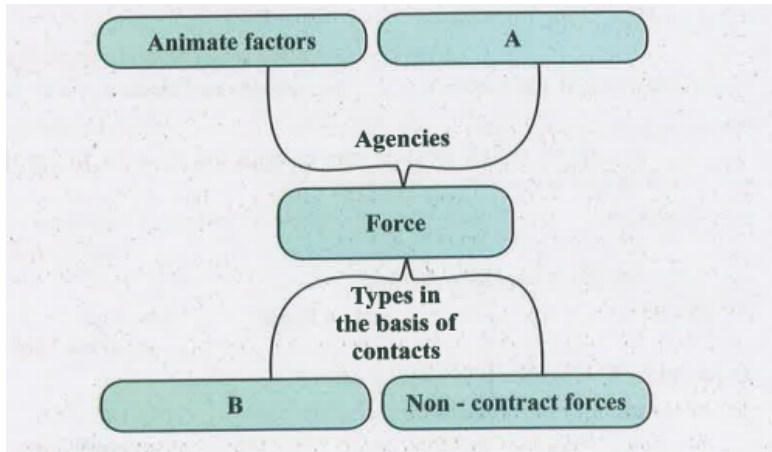 Animate factors
A
Agencies
Force
Types in
the basis of
contacts
B
Non - contract forces